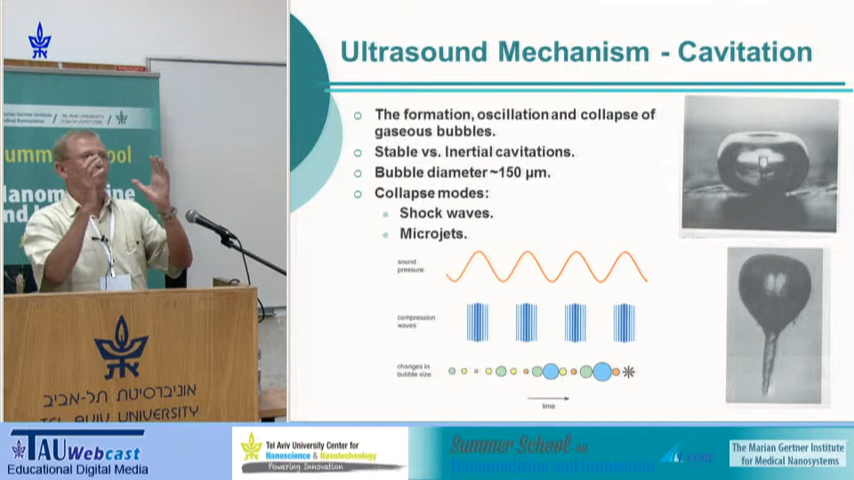 Ultrasound Mechanism - Cavitation
The formation, oscillation and collapse of
gaseous bubbles.
Stable vs. Inertial cavitations.
Bubble diameter ~150 µm.
Collapse modes:
Shock waves.
Microjets.
sound
pressure
compression
waves
changes in
bubble size
time
אוניברסיטת תל-אביב
TEL AVIV UNIVERSITY
TAU Webcast
Educational Digital Media
Tel Aviv University Center for
Nanoscience & Nanotechnology
Powering Innovation
Summer School on
Nanomedicine and Innovation
The Marian Gertner Institute
for Medical Nanosystems